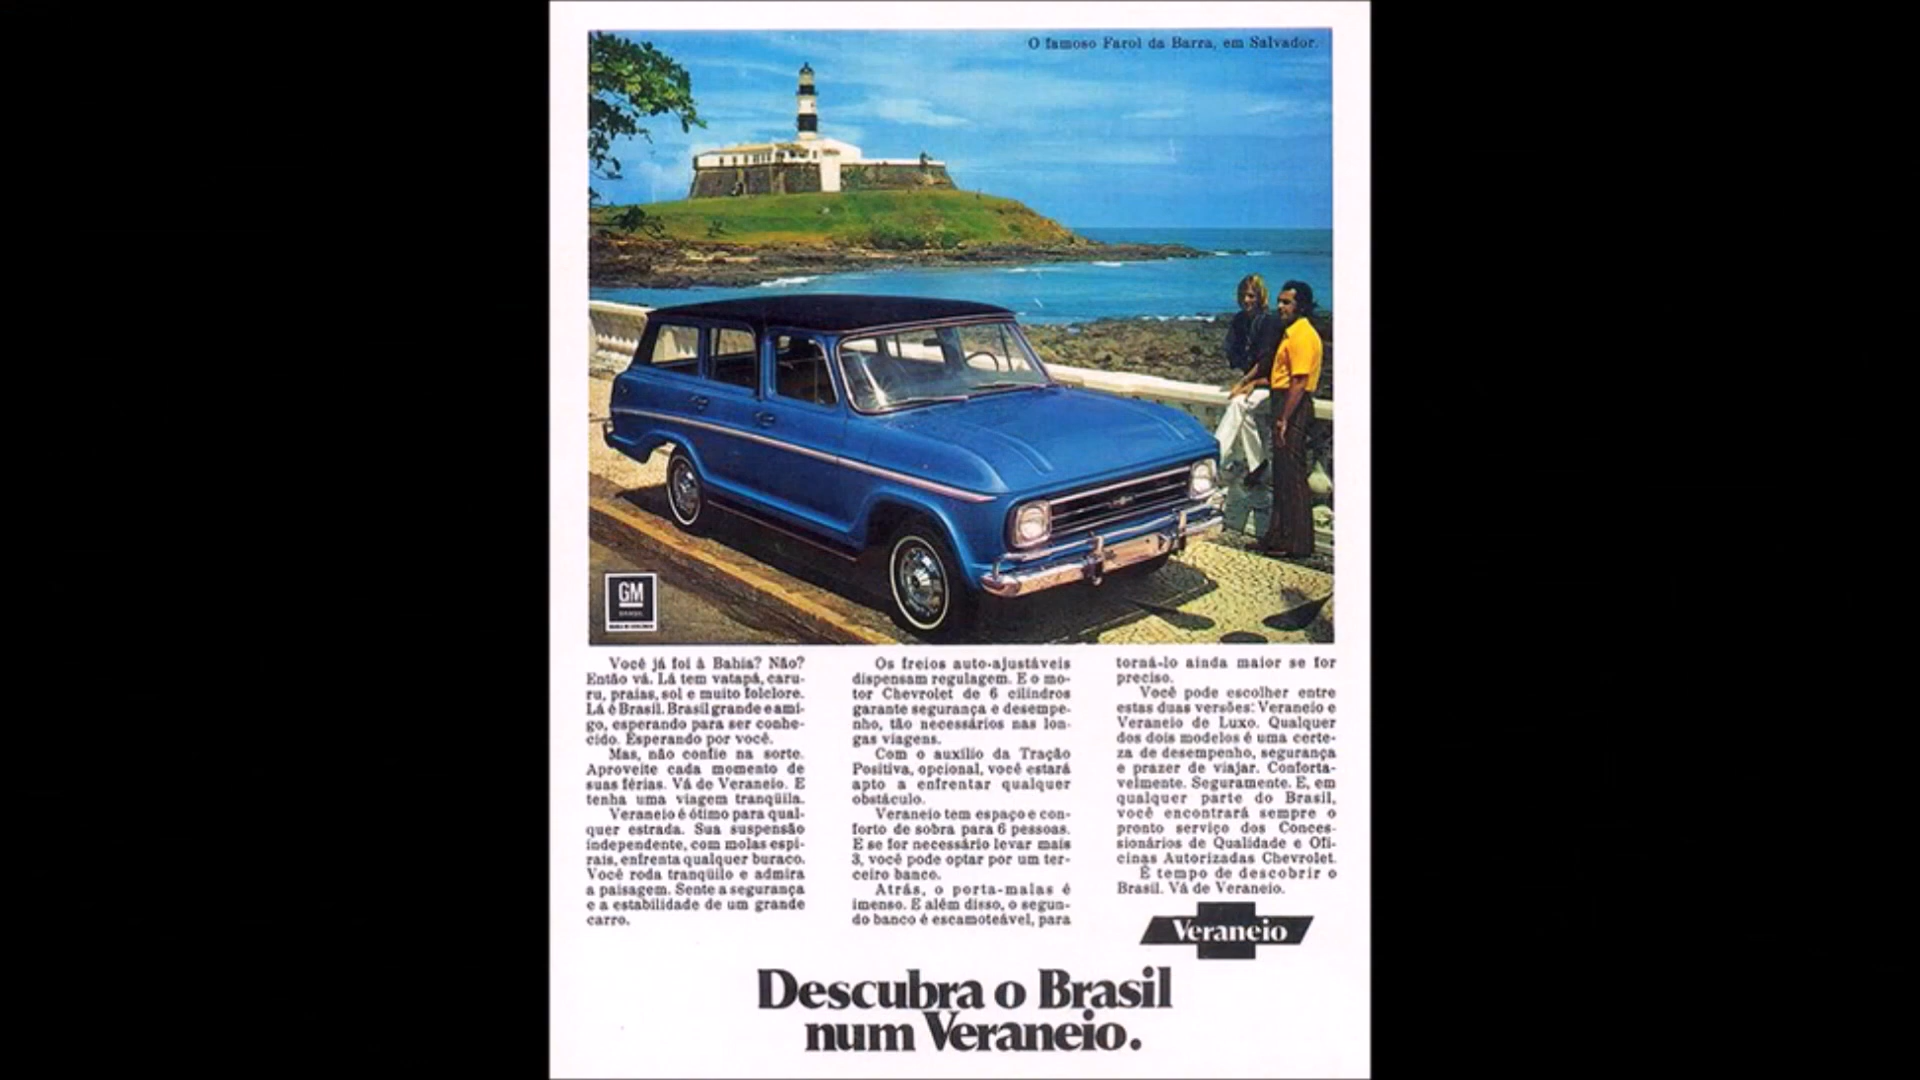 O famoso Farol da Barra, em Salvador.
GM
BRASIL
Você já foi à Bahia? Não?
Então vá. Lá tem vatapá, caru-
ru, praias, sol e muito folclore.
Lá é Brasil. Brasil grande e ami-
go, esperando para ser conhe-
cido. Esperando por você.
Mas, não confie na sorte.
Aproveite cada momento de
suas férias. Vá de Veraneio. E
tenha uma viagem tranqüila.
Veraneio é ótimo para qual-
quer estrada. Sua suspensão
independente, com molas espi-
rais, enfrenta qualquer buraco.
Você roda tranqüilo e admira
a paisagem. Sente a segurança
e a estabilidade de um grande
carro.
Os freios auto-ajustáveis
dispensam regulagem. E o mo-
tor Chevrolet de 6 cilindros
garante segurança e desempe-
nho, tão necessários nas lon-
gas viagens.
Com o auxílio da Tração
Positiva, opcional, você estará
apto a enfrentar qualquer
obstáculo.
Veraneio tem espaço e con-
forto de sobra para 6 pessoas.
E se for necessário levar mais
3, você pode optar por um ter-
ceiro banco.
Atrás, o porta-malas é
imenso. E além disso, o segun-
do banco é escamoteável, para
torná-lo ainda maior se for
preciso.
Você pode escolher entre
estas duas versões: Veraneio e
Veraneio de Luxo. Qualquer
dos dois modelos é uma certe-
za de desempenho, segurança
e prazer de viajar. Conforta-
velmente. Seguramente. E, em
qualquer parte do Brasil,
você encontrará sempre o
pronto serviço dos Conces-
sionários de Qualidade e Ofi-
cinas Autorizadas Chevrolet.
É tempo de descobrir o
Brasil. Vá de Veraneio.
Veraneio
Descubra o Brasil
num Veraneio.